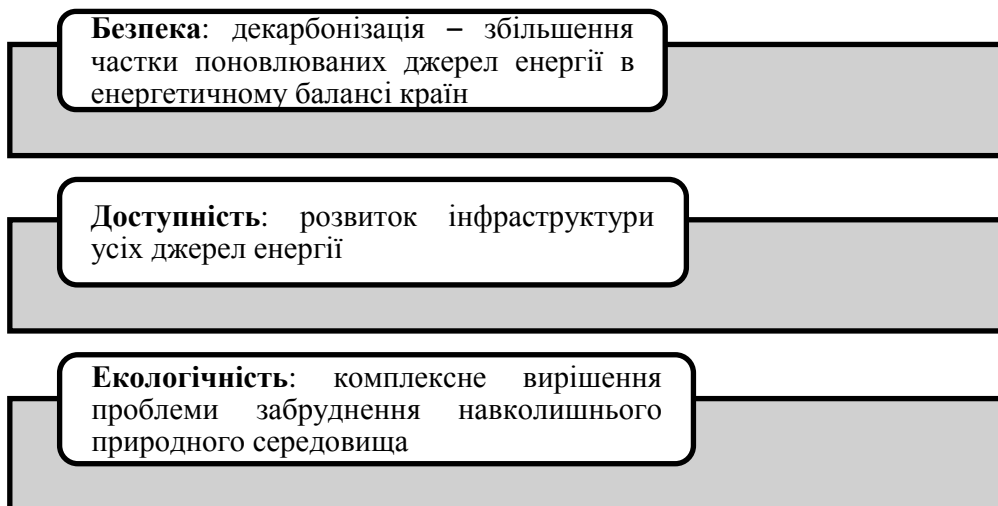 Безпека: декарбонізація – збільшення
частки поновлюваних джерел енергії в
енергетичному балансі країн
Доступність: розвиток інфраструктури
усіх джерел енергії
Екологічність: комплексне вирішення
проблеми забруднення навколишнього
природного середовища